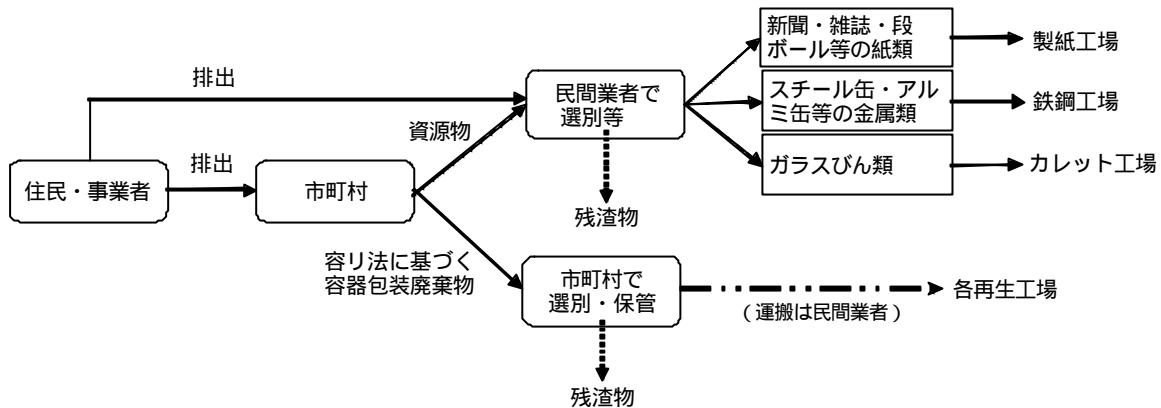 排出
新聞・雑誌・段
ボール等の紙類
製紙工場
民間業者で
選別等
スチール缶・アル
ミ缶等の金属類
鉄鋼工場
資源物
排出
ガラスびん類
カレット工場
住民・事業者
市町村
残渣物
容リ法に基づく
容器包装廃棄物
市町村で
選別・保管
各再生工場
（運搬は民間業者）
残渣物